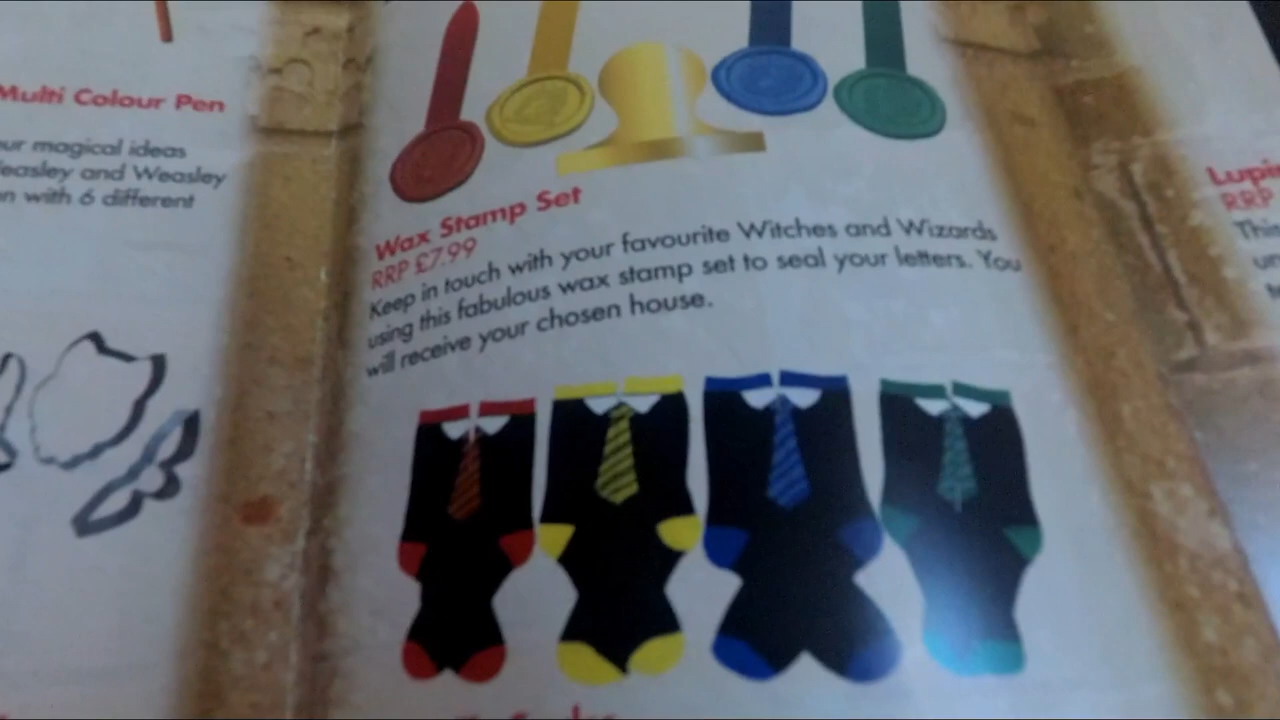 Multi Colour Pen
ur magical ideas
easley and Weasley
n with 6 different
Wax Stamp Set
RRP £7.99
Keep in touch with your favourite Witches and Wizards
using this fabulous wax stamp set to seal your letters. You
will receive your chosen house.
Lupi
RRP
This